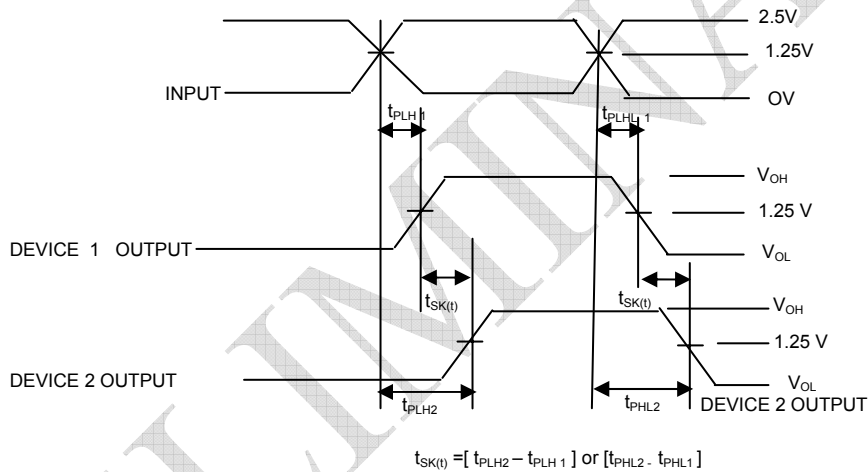 2.5V
1.25V
INPUT
OV
tPLH 1
tPLHL 1
VOH
1.25 V
DEVICE 1 OUTPUT
VOL
tSK(t)
tSK(t)
VOH
1.25 V
DEVICE 2 OUTPUT
VOL
tPLH2
tPHL2
DEVICE 2 OUTPUT
tSK(t) =[ tPLH2 – tPLH 1 ] or [tPHL2 - tPHL1 ]